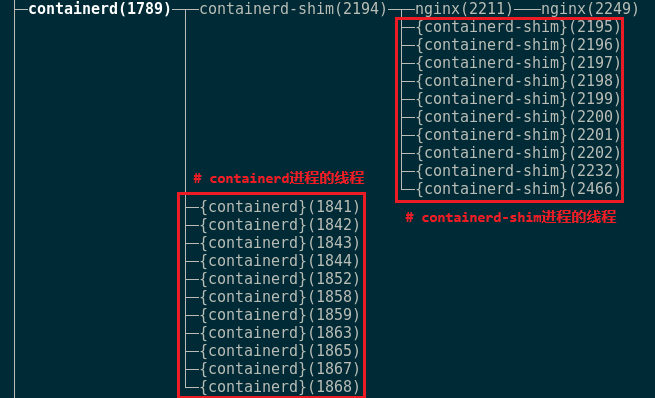 containerd(1789)─┬─containerd-shim(2194)─┬─nginx(2211)───nginx(2249)
├─{containerd-shim}(2195)
├─{containerd-shim}(2196)
├─{containerd-shim}(2197)
├─{containerd-shim}(2198)
├─{containerd-shim}(2199)
├─{containerd-shim}(2200)
├─{containerd-shim}(2201)
├─{containerd-shim}(2202)
├─{containerd-shim}(2232)
└─{containerd-shim}(2466)
# containerd进程的线程
# containerd-shim进程的线程
├─{containerd}(1841)
├─{containerd}(1842)
├─{containerd}(1843)
├─{containerd}(1844)
├─{containerd}(1852)
├─{containerd}(1858)
├─{containerd}(1859)
├─{containerd}(1863)
├─{containerd}(1865)
├─{containerd}(1867)
└─{containerd}(1868)